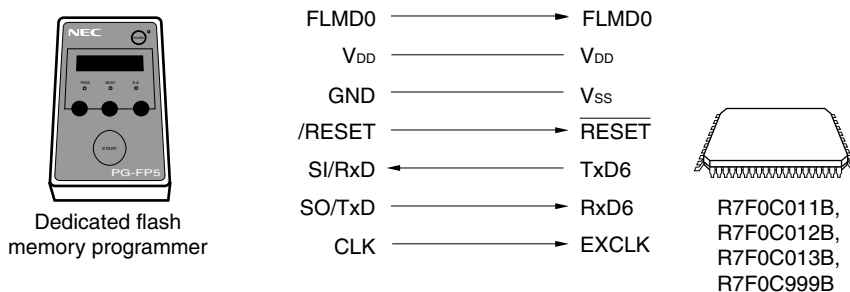 NEC
START
PG-FP5
Dedicated flash
memory programmer
FLMD0 FLMD0
VDD VDD
GND VSS
/RESET RESET
SI/RxD TxD6
SO/TxD RxD6
CLK EXCLK
R7F0C011B,
R7F0C012B,
R7F0C013B,
R7F0C999B